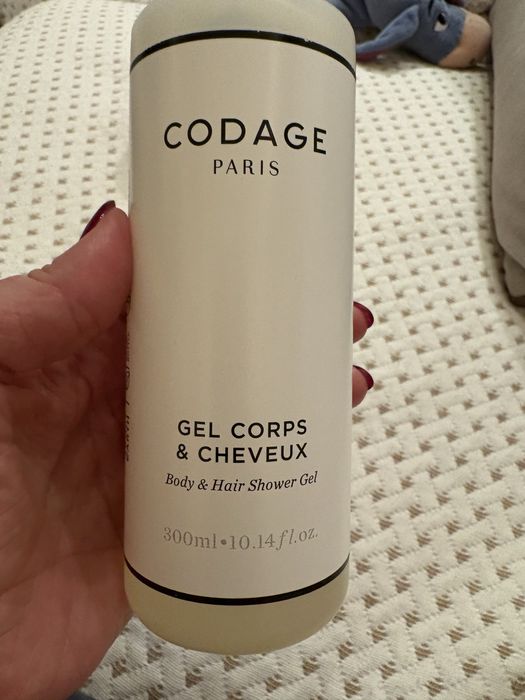 CODAGE
PARIS
GEL CORPS
& CHEVEUX
Body & Hair Shower Gel
300ml•10.14fl.oz.